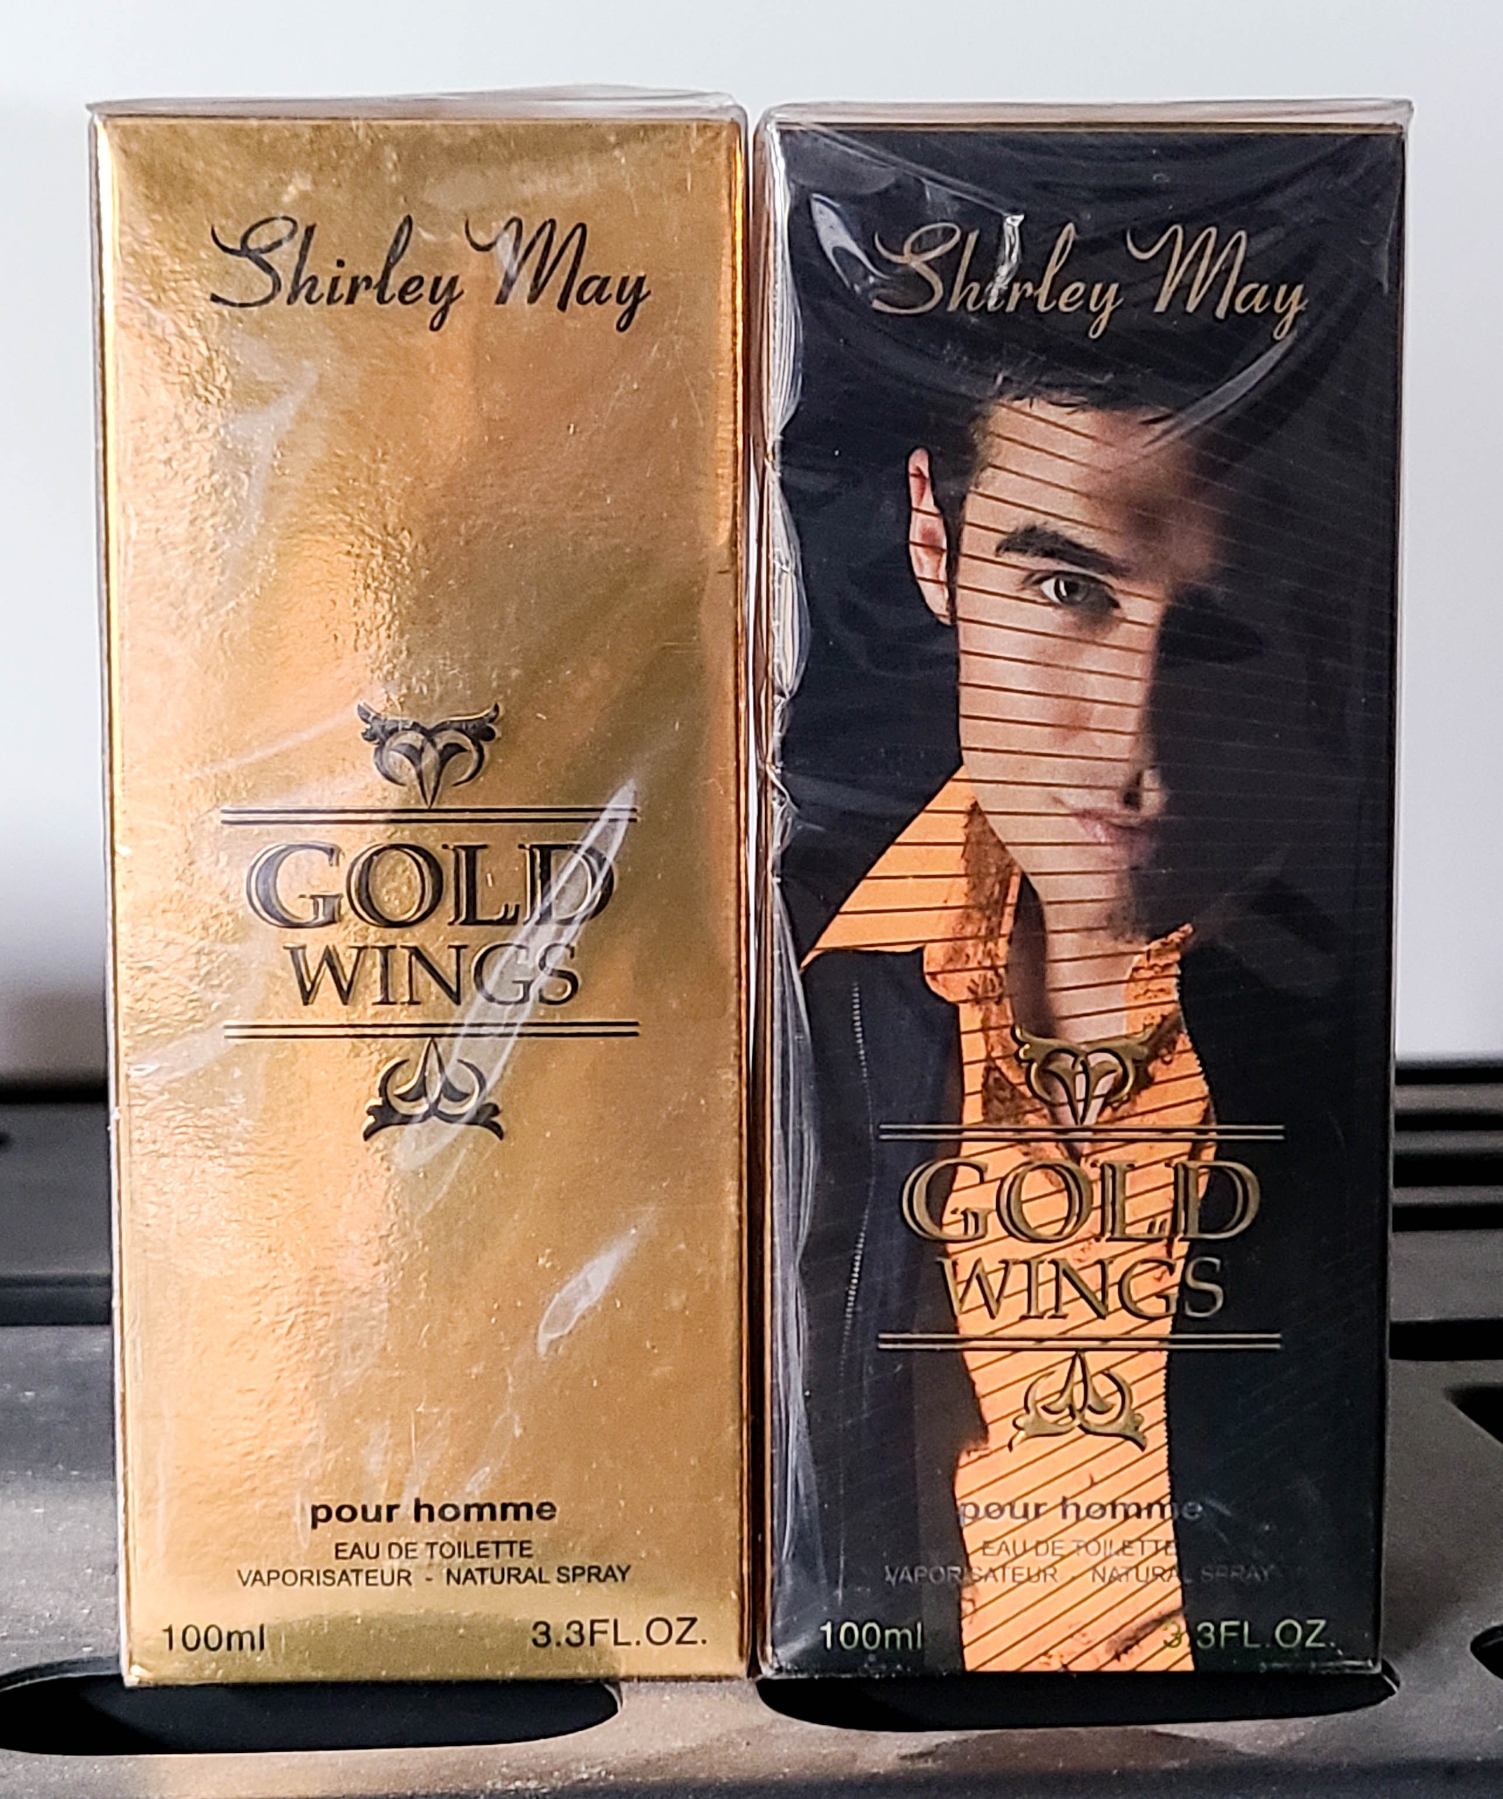 Shirley May
GOLD
WINGS
pour homme
EAU DE TOILETTE
VAPORISATEUR - NATURAL SPRAY
100ml 3.3FL.OZ.
Shirley May
GOLD
WINGS
pour homme
EAU DE TOILETTE
VAPORISATEUR - NATURAL SPRAY
100ml 3.3FL.OZ.